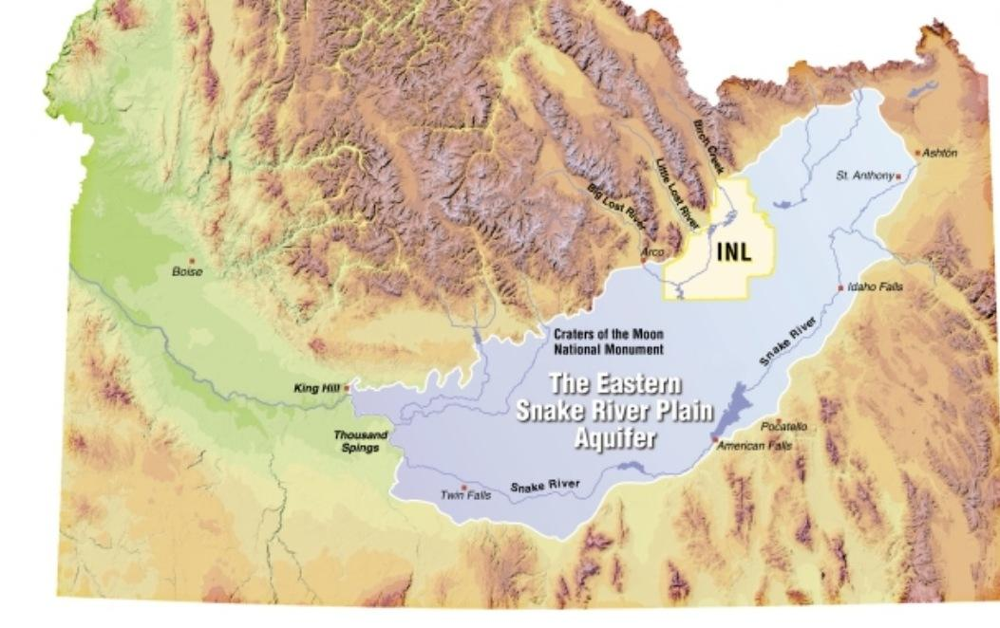 Birch Creek
Ashton
Little Lost River
St. Anthony
Big Lost River
Arco
INL
Boise
Idaho Falls
Craters of the Moon
National Monument
Snake River
The Eastern
Snake River Plain
Aquifer
King Hill
Thousand
Spings
Pocatello
American Falls
Snake River
Twin Falls